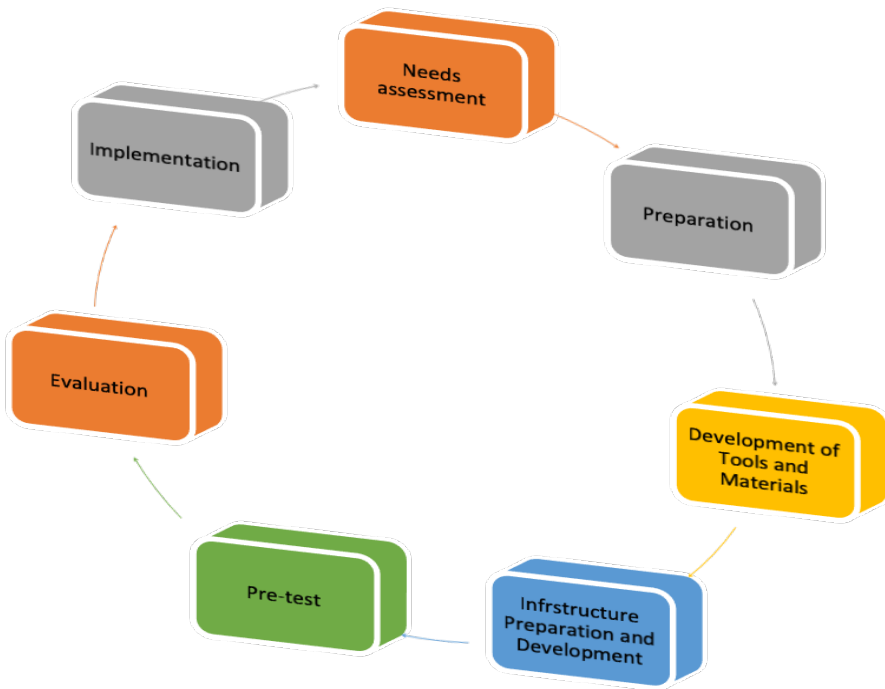 Needs
assessment
Preparation
Development of
Tools and
Materials
Infrstructure
Preparation and
Development
Pre-test
Evaluation
Implementation